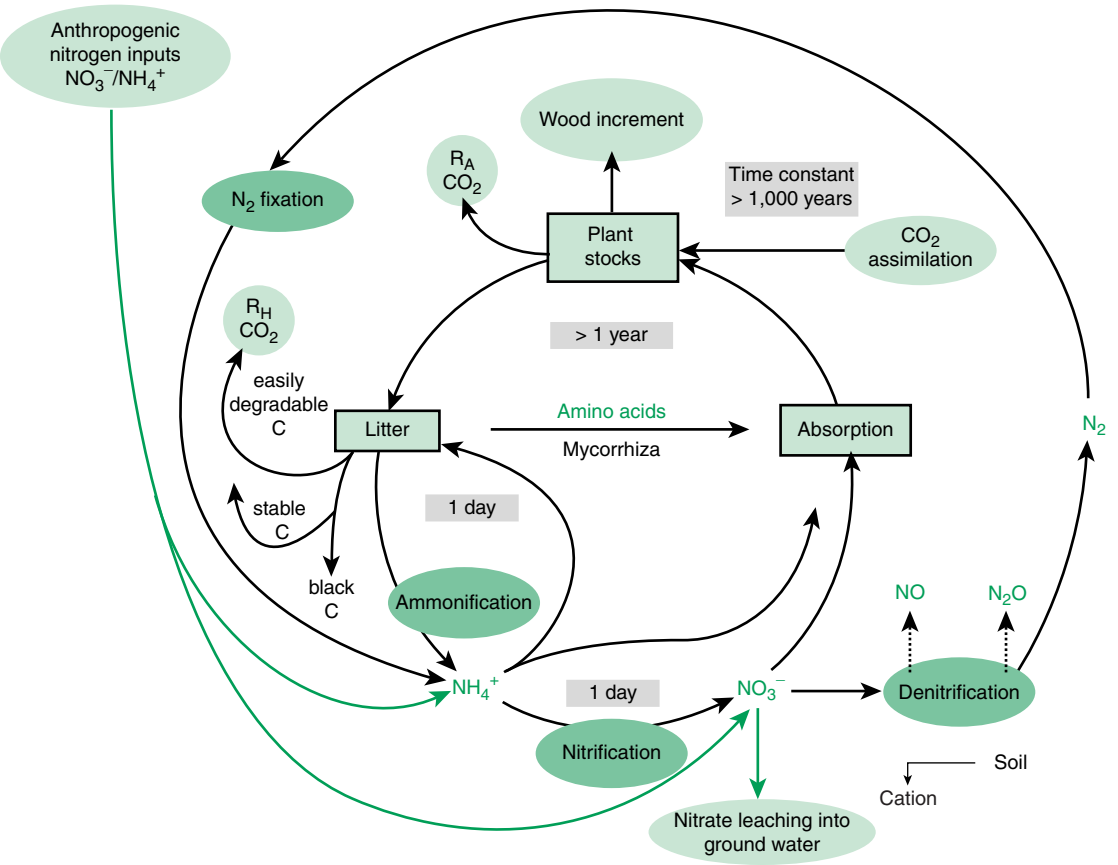 Anthropogenic
nitrogen inputs
NO₃⁻/NH₄⁺
Wood increment
R_A
CO₂
Time constant
> 1,000 years
N₂ fixation
Plant
stocks
CO₂
assimilation
R_H
CO₂
> 1 year
easily
degradable
C
Litter
Amino acids
Mycorrhiza
Absorption
N₂
stable
C
1 day
black
C
Ammonification
NO
N₂O
NH₄⁺
1 day
NO₃⁻
Denitrification
Nitrification
Soil
Cation
Nitrate leaching into
ground water